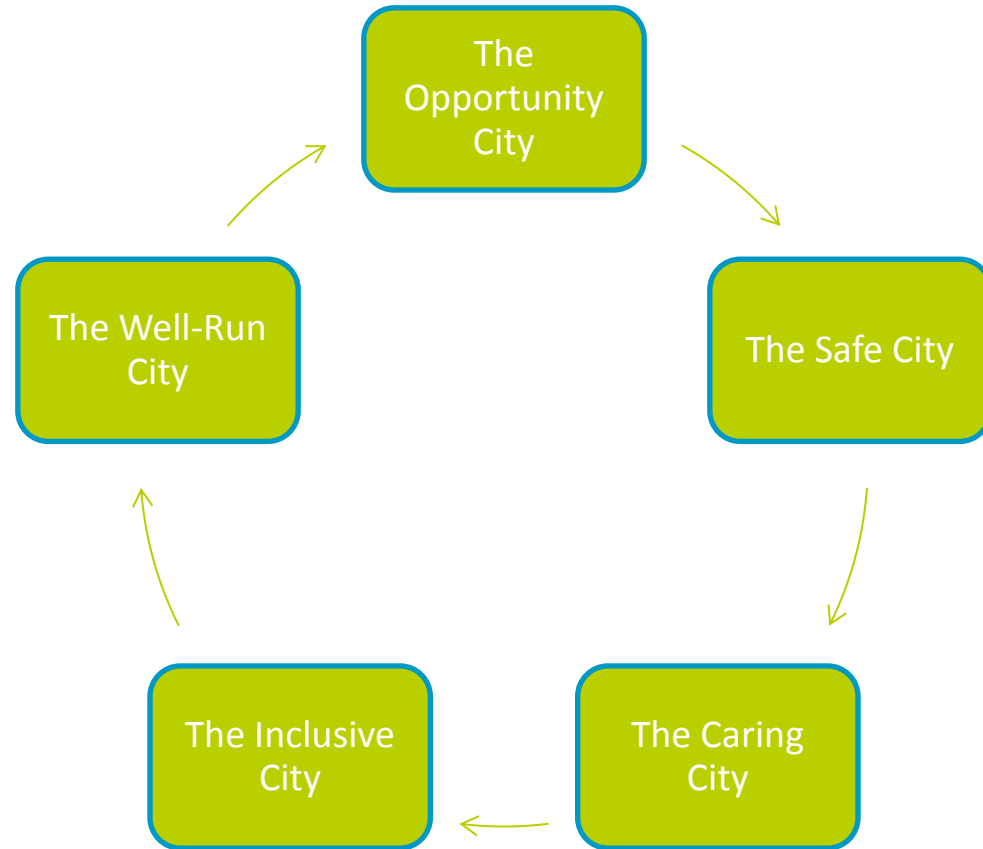 The
Opportunity
City
The Well-Run
City
The Safe City
The Inclusive
City
The Caring
City